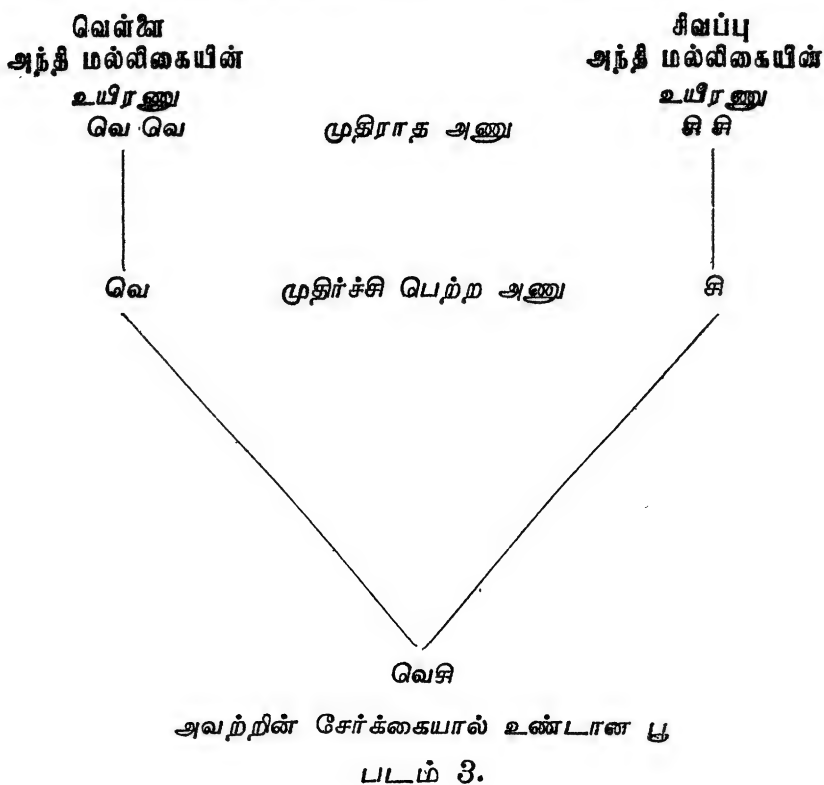 வெள்ளை
அந்தி மல்லிகையின்
உயிரணு
வெ வெ
சிவப்பு
அந்தி மல்லிகையின்
உயிரணு
சி சி
முதிராத அணு
வெ முதிர்ச்சி பெற்ற அணு சி
வெசி
அவற்றின் சேர்க்கையால் உண்டான பூ
படம் 3.